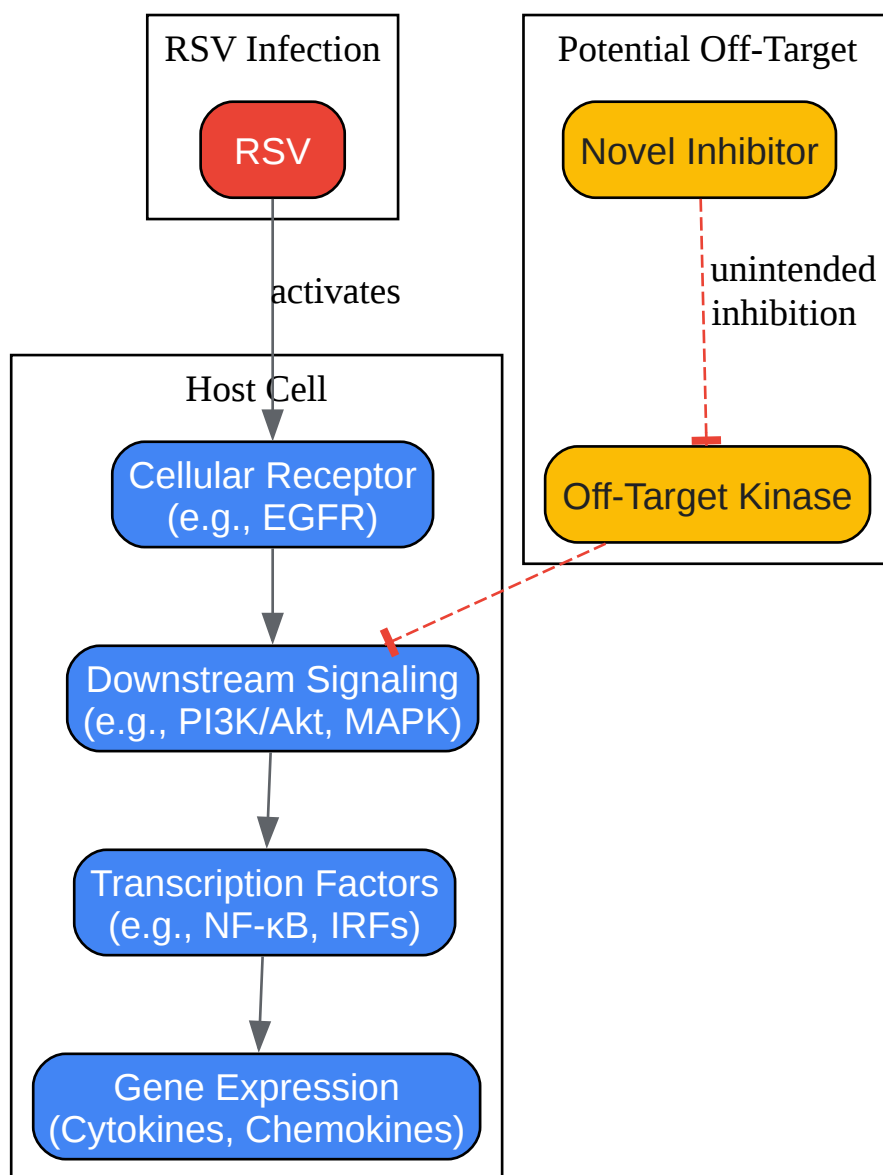 RSV Infection
RSV
activates
Host Cell
Cellular Receptor
(e.g., EGFR)
Downstream Signaling
(e.g., PI3K/Akt, MAPK)
Transcription Factors
(e.g., NF-κB, IRFs)
Gene Expression
(Cytokines, Chemokines)
Potential Off-Target
Novel Inhibitor
unintended
inhibition
Off-Target Kinase